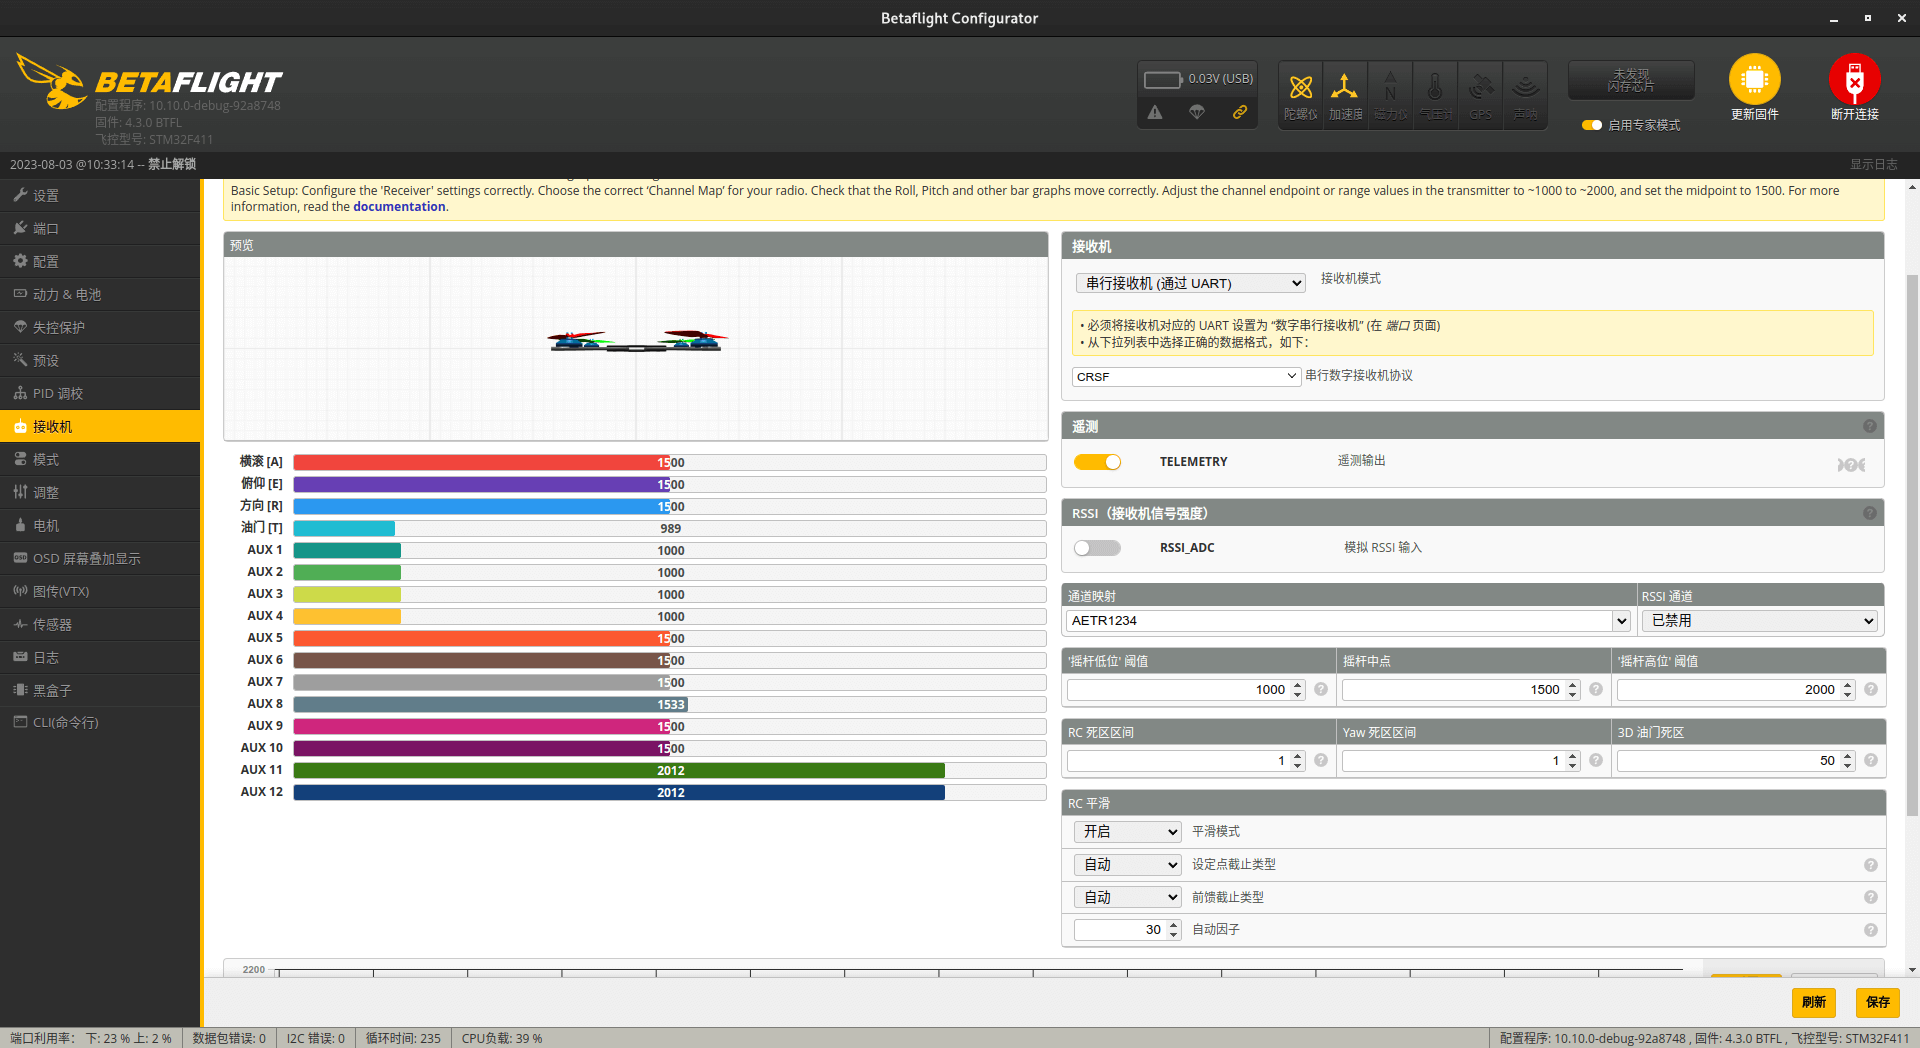 Betaflight Configurator
BETAFLIGHT
配置程序: 10.10.0-debug-92a8748
固件: 4.3.0 BTFL
飞控型号: STM32F411
0.03V (USB)
陀螺仪
加速度
磁力仪
气压计
GPS
声呐
未发现
闪存芯片
启用专家模式
更新固件
断开连接
2023-08-03 @10:33:14 -- 禁止解锁
显示日志
设置
端口
配置
动力 & 电池
失控保护
预设
PID 调校
接收机
模式
调整
电机
OSD 屏幕叠加显示
图传(VTX)
传感器
日志
黑盒子
CLI(命令行)
Basic Setup: Configure the 'Receiver' settings correctly. Choose the correct ‘Channel Map’ for your radio. Check that the Roll, Pitch and other bar graphs move correctly. Adjust the channel endpoint or range values in the transmitter to ~1000 to ~2000, and set the midpoint to 1500. For more
information, read the documentation.
预览
横滚 [A] 1500
俯仰 [E] 1500
方向 [R] 1500
油门 [T] 989
AUX 1 1000
AUX 2 1000
AUX 3 1000
AUX 4 1000
AUX 5 1500
AUX 6 1500
AUX 7 1500
AUX 8 1533
AUX 9 1500
AUX 10 1500
AUX 11 2012
AUX 12 2012
接收机
串行接收机 (通过 UART) 接收机模式
• 必须将接收机对应的 UART 设置为 “数字串行接收机” (在 端口 页面)
• 从下拉列表中选择正确的数据格式，如下：
CRSF 串行数字接收机协议
遥测
TELEMETRY 遥测输出
RSSI（接收机信号强度）
RSSI_ADC 模拟 RSSI 输入
通道映射 RSSI 通道
AETR1234 已禁用
'摇杆低位' 阈值 摇杆中点 '摇杆高位' 阈值
1000 1500 2000
RC 死区区间 Yaw 死区区间 3D 油门死区
1 1 50
RC 平滑
开启 平滑模式
自动 设定点截止类型
自动 前馈截止类型
30 自动因子
2200
刷新 保存
端口利用率： 下: 23 % 上: 2 % 数据包错误: 0 I2C 错误: 0 循环时间: 235 CPU负载: 39 %
配置程序: 10.10.0-debug-92a8748 , 固件: 4.3.0 BTFL , 飞控型号: STM32F411